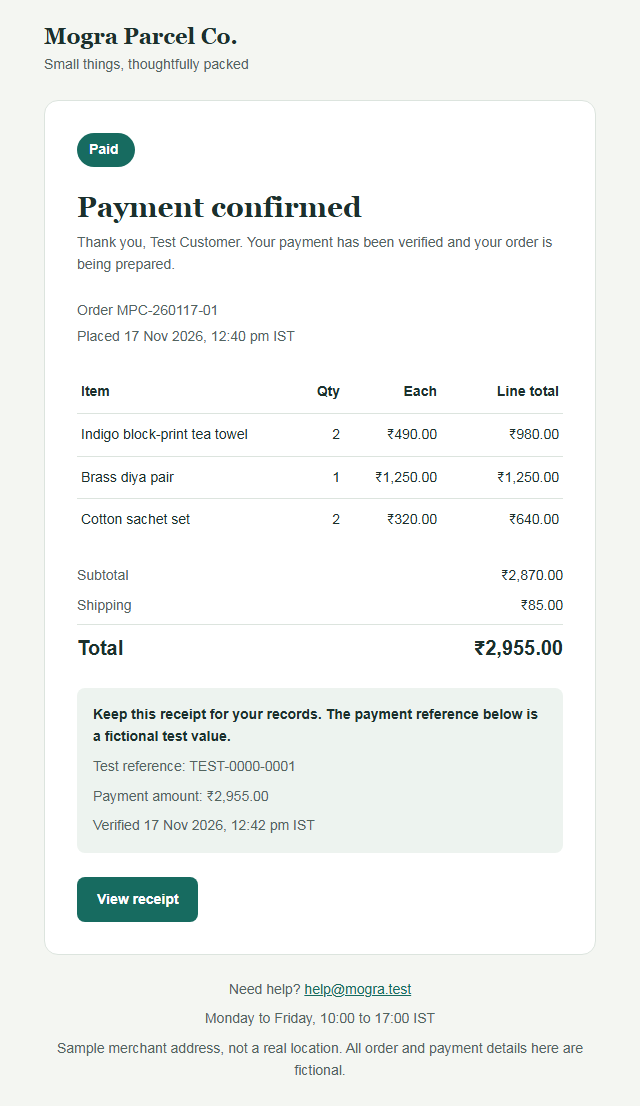 Mogra Parcel Co.
Small things, thoughtfully packed
Paid
Payment confirmed
Thank you, Test Customer. Your payment has been verified and your order is
being prepared.
Order MPC-260117-01
Placed 17 Nov 2026, 12:40 pm IST
Item Qty Each Line total
Indigo block-print tea towel 2 ₹490.00 ₹980.00
Brass diya pair 1 ₹1,250.00 ₹1,250.00
Cotton sachet set 2 ₹320.00 ₹640.00
Subtotal ₹2,870.00
Shipping ₹85.00
Total ₹2,955.00
Keep this receipt for your records. The payment reference below is
a fictional test value.
Test reference: TEST-0000-0001
Payment amount: ₹2,955.00
Verified 17 Nov 2026, 12:42 pm IST
View receipt
Need help? help@mogra.test
Monday to Friday, 10:00 to 17:00 IST
Sample merchant address, not a real location. All order and payment details here are
fictional.